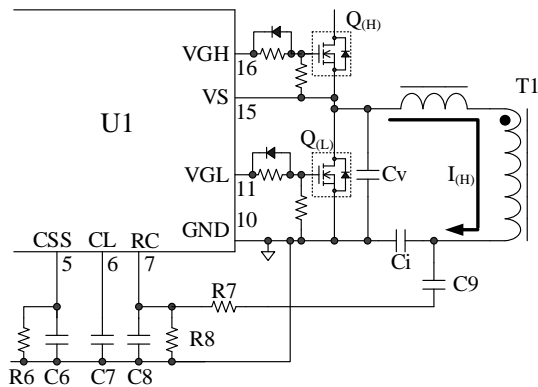 Q(H)
VGH
16
T1
VS
15
U1
Q(L)
VGL
11
Cv
I(H)
10
GND
CSS
CL
RC
5
6
7
Ci
C9
R7
R8
R6
C6
C7
C8